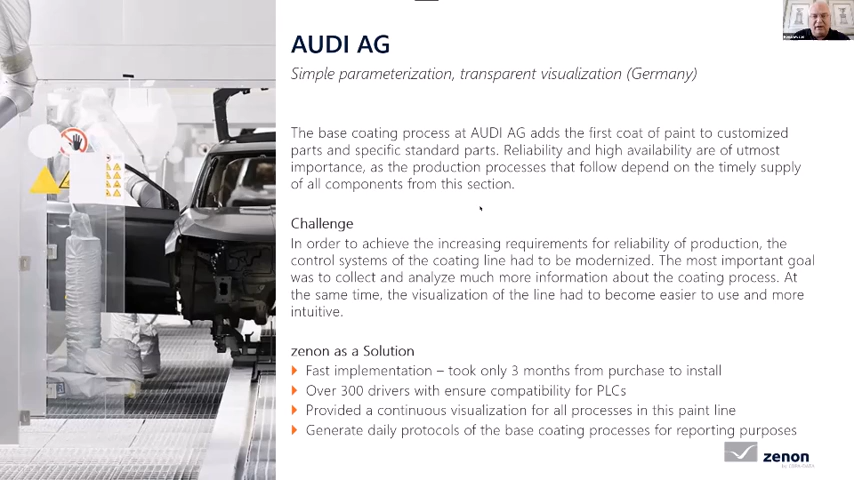 AUDI AG
Simple parameterization, transparent visualization (Germany)
The base coating process at AUDI AG adds the first coat of paint to customized
parts and specific standard parts. Reliability and high availability are of utmost
importance, as the production processes that follow depend on the timely supply
of all components from this section.
Challenge
In order to achieve the increasing requirements for reliability of production, the
control systems of the coating line had to be modernized. The most important goal
was to collect and analyze much more information about the coating process. At
the same time, the visualization of the line had to become easier to use and more
intuitive.
zenon as a Solution
Fast implementation – took only 3 months from purchase to install
Over 300 drivers with ensure compatibility for PLCs
Provided a continuous visualization for all processes in this paint line
Generate daily protocols of the base coating processes for reporting purposes
zenon
by COPA-DATA